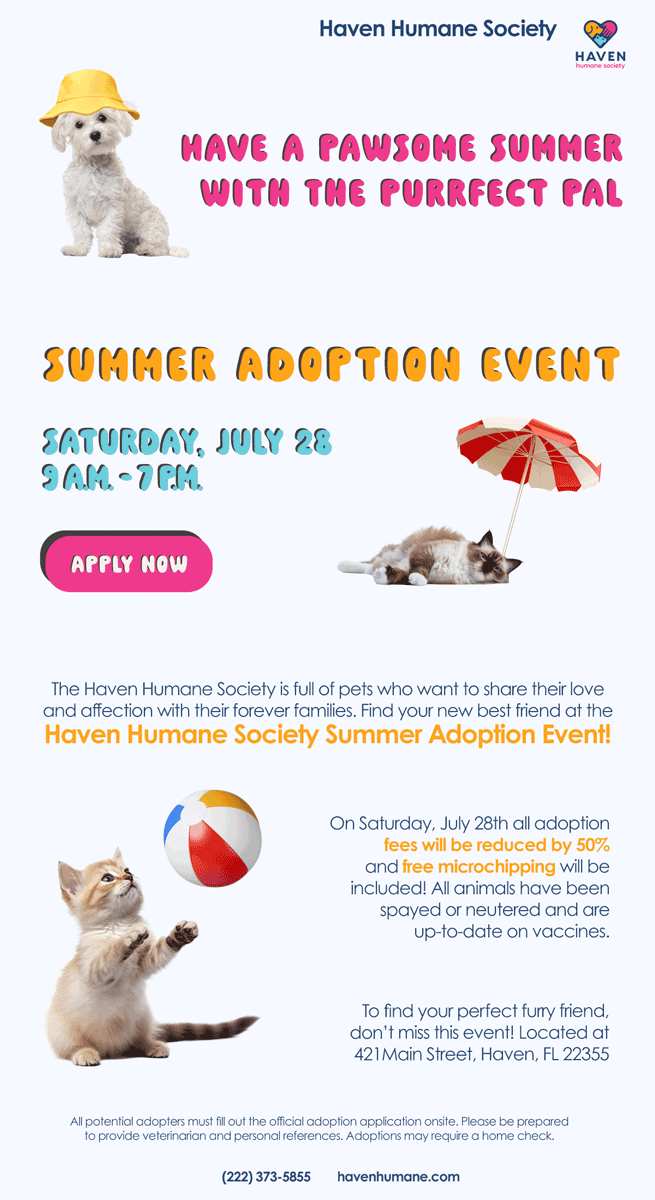 Haven Humane Society
HAVEN
humane society
HAVE A PAWSOME SUMMER
WITH THE PURRFECT PAL
SUMMER ADOPTION EVENT
SATURDAY, JULY 28
9 A.M. - 7 P.M.
APPLY NOW
The Haven Humane Society is full of pets who want to share their love
and affection with their forever families. Find your new best friend at the
Haven Humane Society Summer Adoption Event!
On Saturday, July 28th all adoption
fees will be reduced by 50%
and free microchipping will be
included! All animals have been
spayed or neutered and are
up-to-date on vaccines.
To find your perfect furry friend,
don't miss this event! Located at
421Main Street, Haven, FL 22355
All potential adopters must fill out the official adoption application onsite. Please be prepared
to provide veterinarian and personal references. Adoptions may require a home check.
(222) 373-5855 havenhumane.com